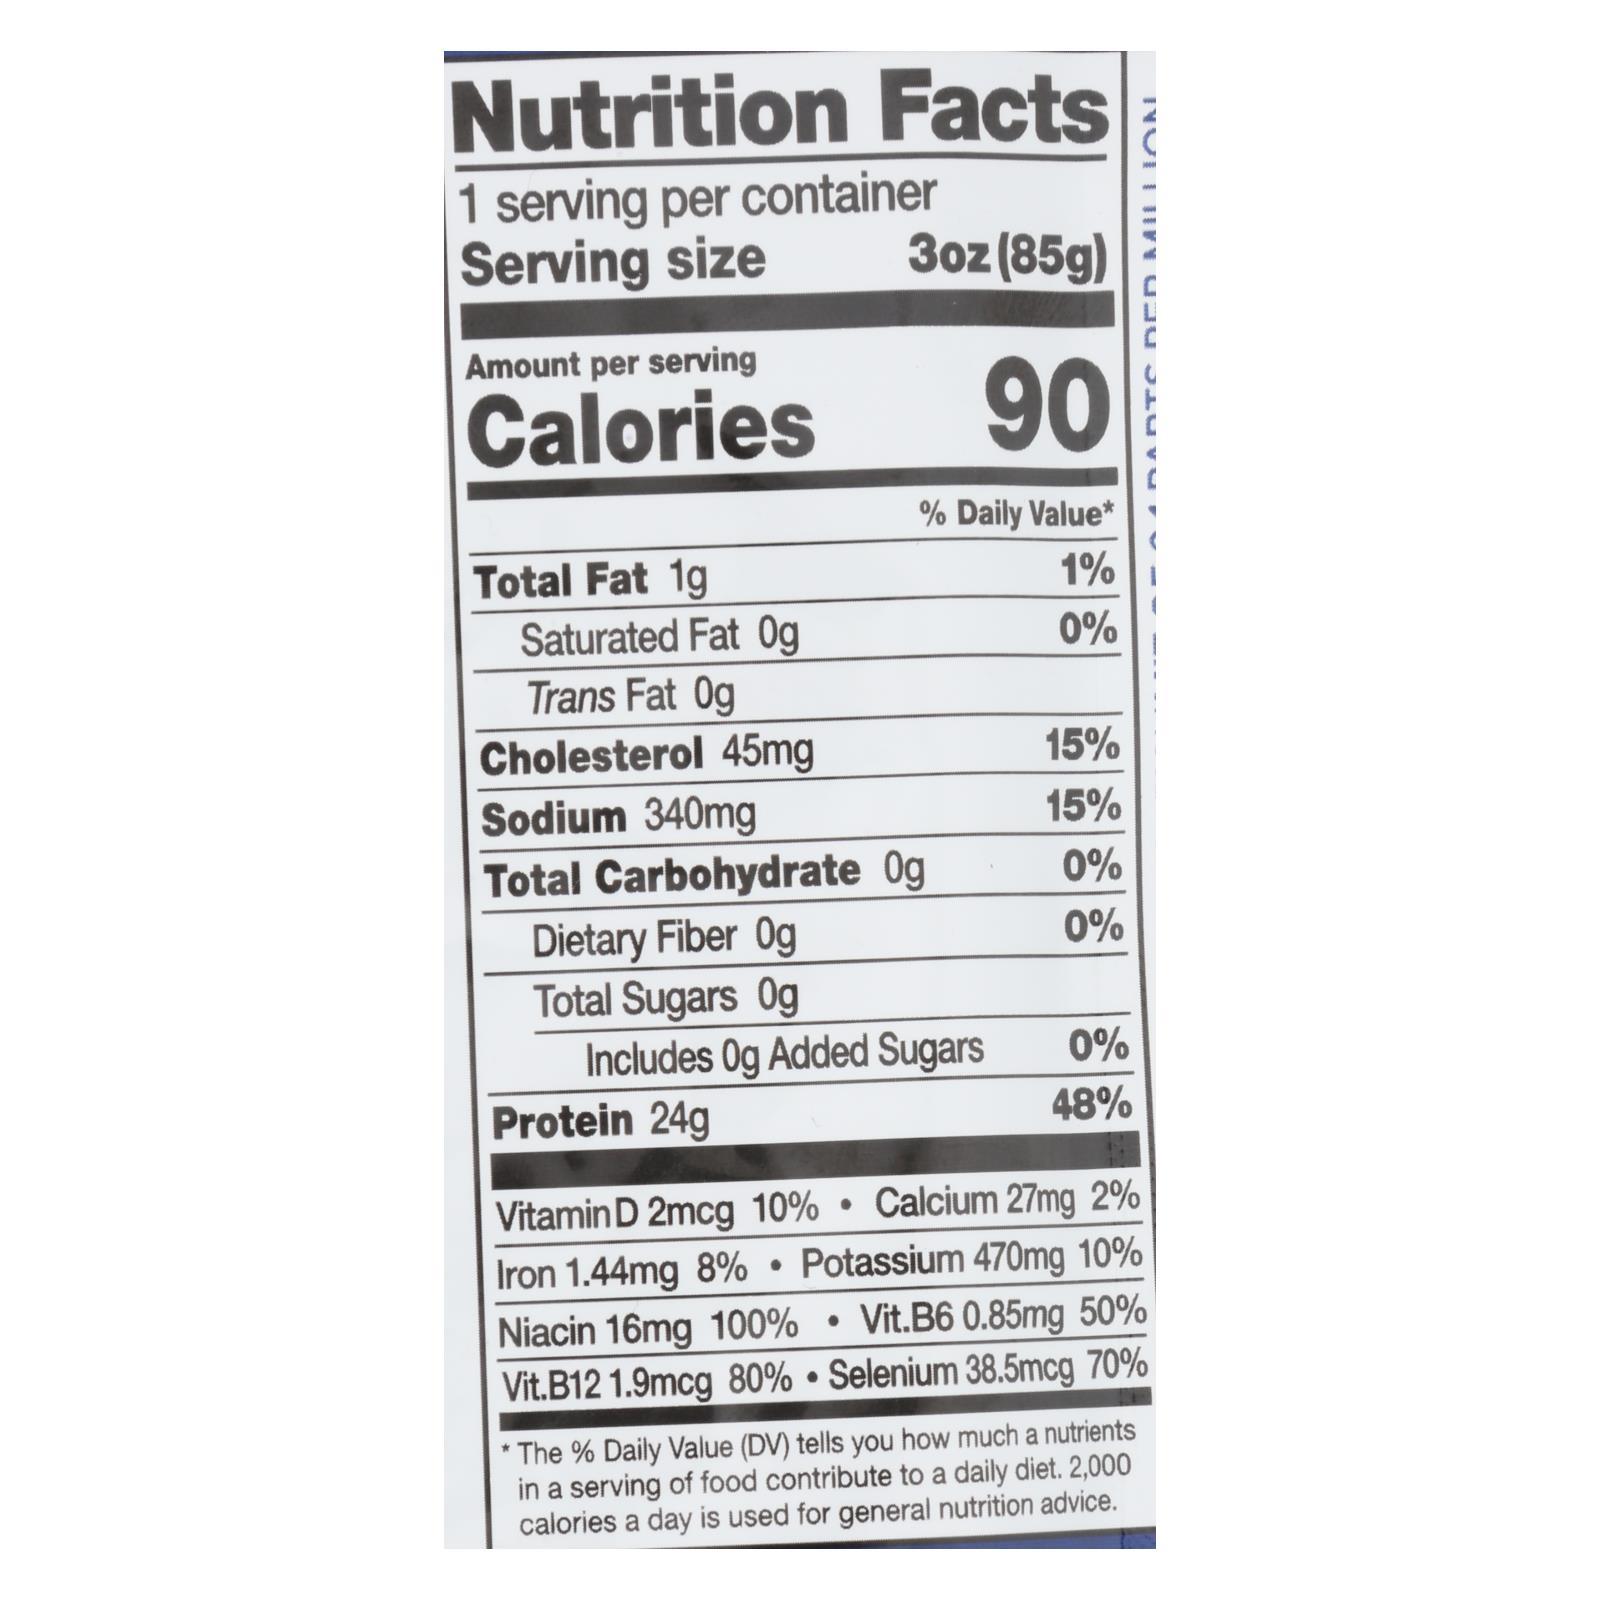 Nutrition Facts
1 serving per container
Serving size 3oz (85g)
Amount per serving
Calories 90
% Daily Value*
Total Fat 1g 1%
Saturated Fat 0g 0%
Trans Fat 0g
Cholesterol 45mg 15%
Sodium 340mg 15%
Total Carbohydrate 0g 0%
Dietary Fiber 0g 0%
Total Sugars 0g
Includes 0g Added Sugars 0%
Protein 24g 48%
Vitamin D 2mcg 10% • Calcium 27mg 2%
Iron 1.44mg 8% • Potassium 470mg 10%
Niacin 16mg 100% • Vit.B6 0.85mg 50%
Vit.B12 1.9mcg 80% • Selenium 38.5mcg 70%
* The % Daily Value (DV) tells you how much a nutrients
in a serving of food contribute to a daily diet. 2,000
calories a day is used for general nutrition advice.
PARTS PER MILLION